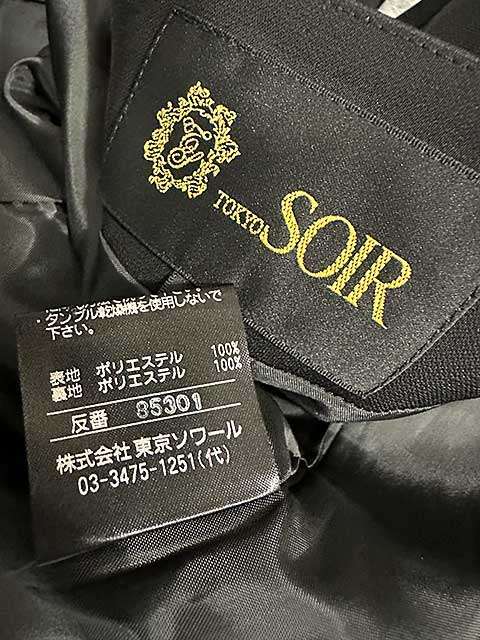 TOKYO SOIR
タンブル乾燥機を使用しないで
下さい。
表地 ポリエステル 100%
裏地 ポリエステル 100%
反番 85301
株式会社 東京ソワール
03-3475-1251(代)